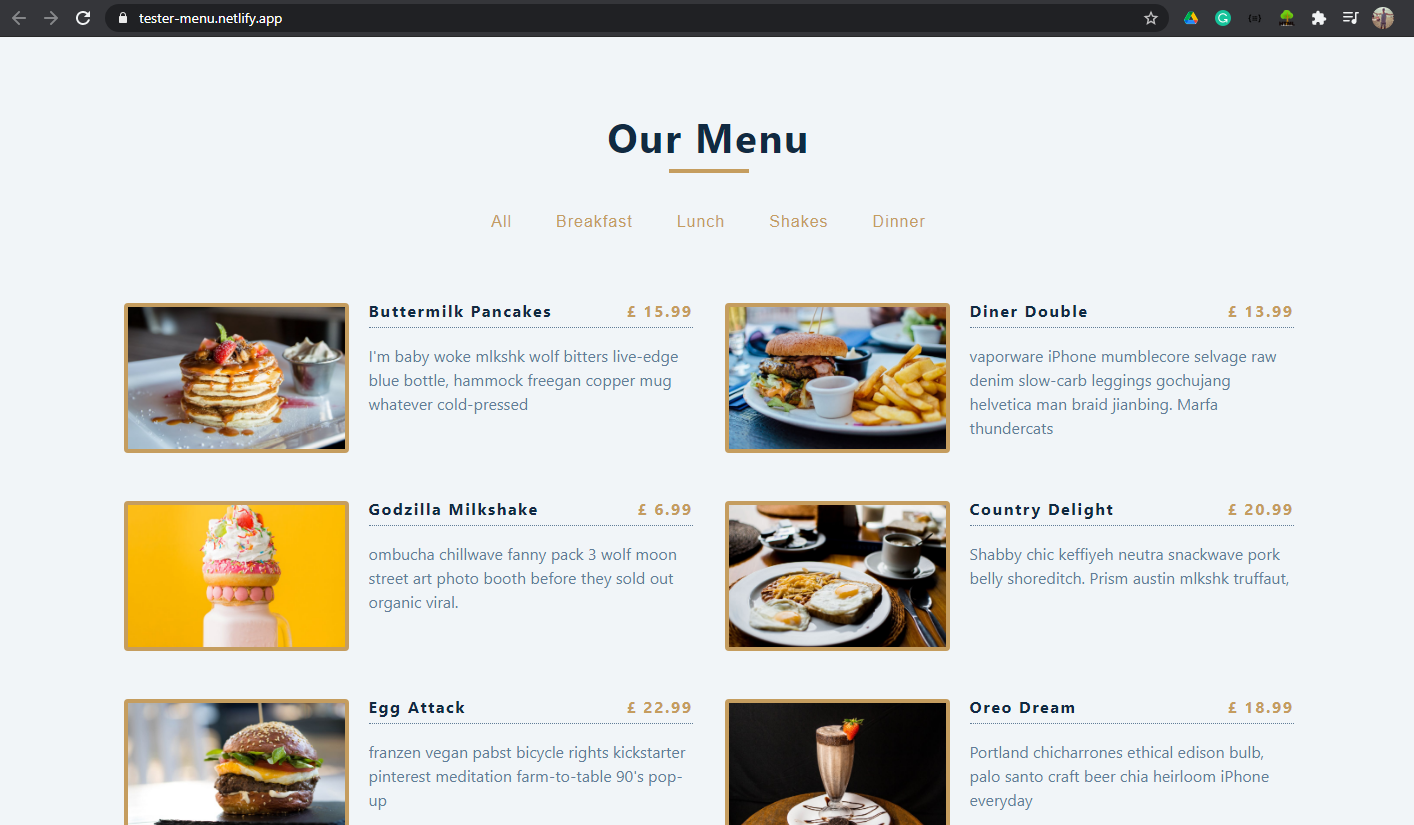 tester-menu.netlify.app
Our Menu
All Breakfast Lunch Shakes Dinner
Buttermilk Pancakes £ 15.99
I'm baby woke mlkshk wolf bitters live-edge
blue bottle, hammock freegan copper mug
whatever cold-pressed
Diner Double £ 13.99
vaporware iPhone mumblecore selvage raw
denim slow-carb leggings gochujang
helvetica man braid jianbing. Marfa
thundercats
Godzilla Milkshake £ 6.99
ombucha chillwave fanny pack 3 wolf moon
street art photo booth before they sold out
organic viral.
Country Delight £ 20.99
Shabby chic keffiyeh neutra snackwave pork
belly shoreditch. Prism austin mlkshk truffaut,
Egg Attack £ 22.99
franzen vegan pabst bicycle rights kickstarter
pinterest meditation farm-to-table 90's pop-
up
Oreo Dream £ 18.99
Portland chicharrones ethical edison bulb,
palo santo craft beer chia heirloom iPhone
everyday